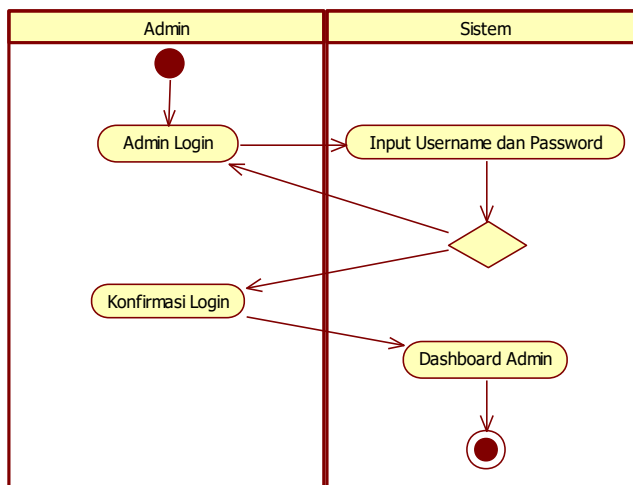 Admin
Sistem
Admin Login
Input Username dan Password
Konfirmasi Login
Dashboard Admin